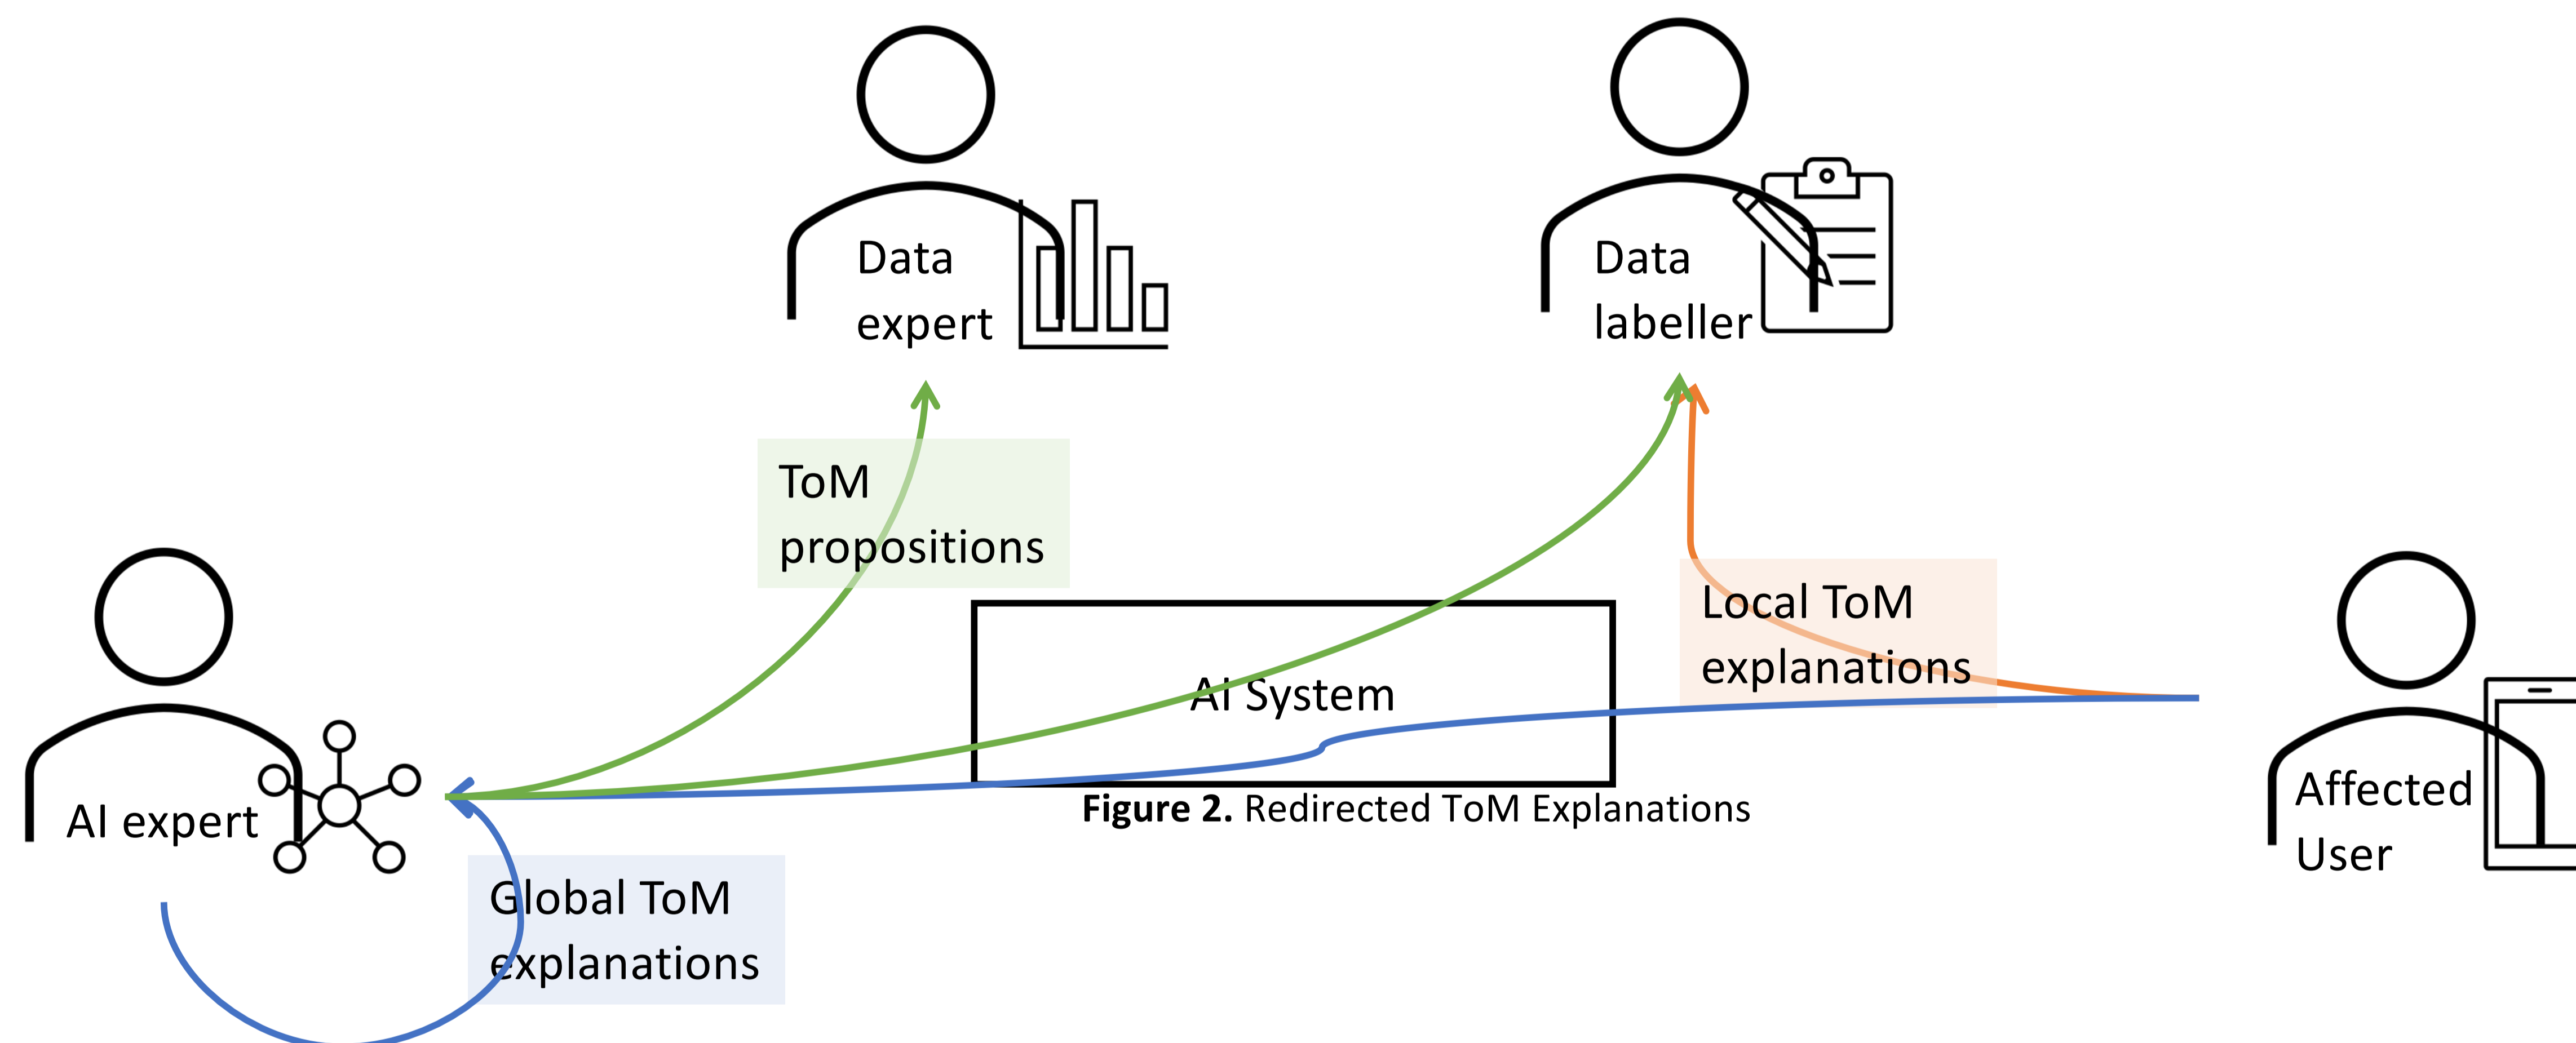 Data
expert
Data
labeller
ToM
propositions
Local ToM
explanations
AI System
AI expert
Affected
User
Figure 2. Redirected ToM Explanations
Global ToM
explanations